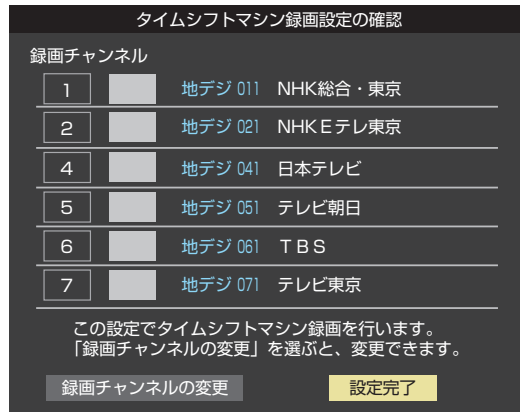 タイムシフトマシン録画設定の確認
録画チャンネル
1 地デジ 011 NHK総合・東京
2 地デジ 021 NHKEテレ東京
4 地デジ 041 日本テレビ
5 地デジ 051 テレビ朝日
6 地デジ 061 TBS
7 地デジ 071 テレビ東京
この設定でタイムシフトマシン録画を行います。
「録画チャンネルの変更」を選ぶと、変更できます。
録画チャンネルの変更 設定完了